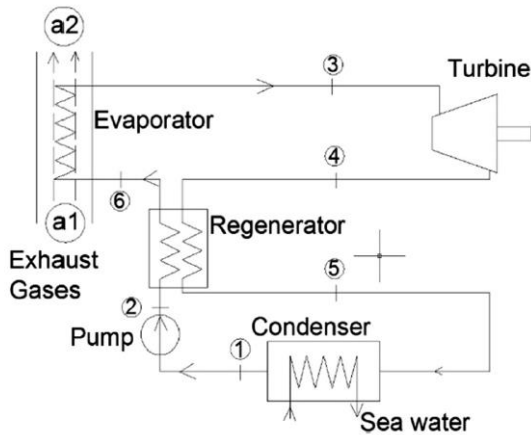 a2
3
Turbine
Evaporator
4
6
Regenerator
a1
Exhaust
Gases
5
2
Condenser
Pump
1
Sea water